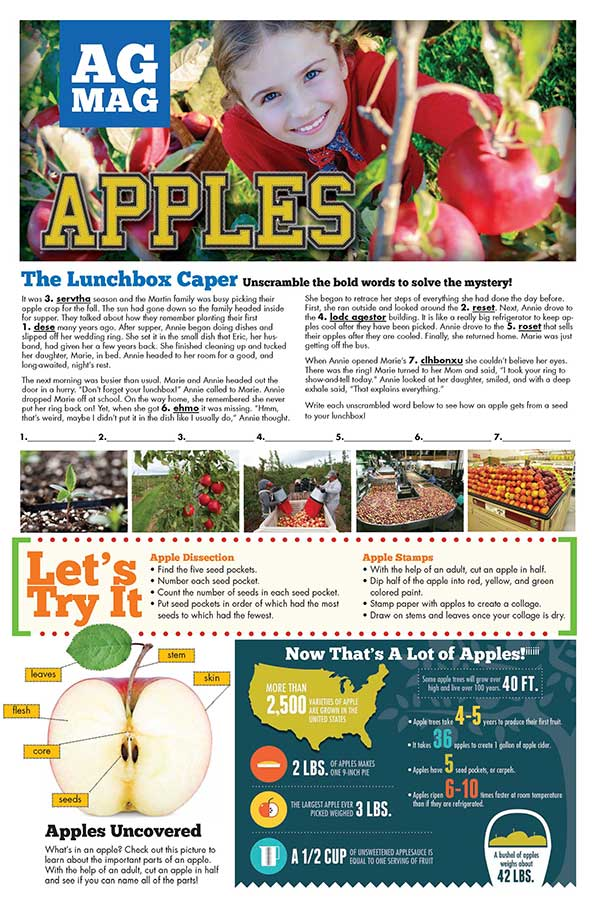 AG
MAG
APPLES
The Lunchbox Caper Unscramble the bold words to solve the mystery!
It was 3. servtha season and the Martin family was busy picking their
apple crop for the fall. The sun had gone down so the family headed inside
for supper. They talked about how they remember planting their first
1. dese many years ago. After supper, Annie began doing dishes and
slipped off her wedding ring. She set it in the small dish that Eric, her hus-
band, had given her a few years back. She finished cleaning up and tucked
her daughter, Marie, in bed. Annie headed to her room for a good, and
long-awaited, night's rest.
The next morning was busier than usual. Marie and Annie headed out the
door in a hurry. "Don't forget your lunchbox!" Annie called to Marie. Annie
dropped Marie off at school. On the way home, she remembered she never
put her ring back on! Yet, when she got 6. ehmo it was missing. "Hmm,
that's weird, maybe I didn't put it in the dish like I usually do," Annie thought.
She began to retrace her steps of everything she had done the day before.
First, she ran outside and looked around the 2. reset. Next, Annie drove to
the 4. lodc agestor building. It is like a really big refrigerator to keep ap-
ples cool after they have been picked. Annie drove to the 5. roset that sells
their apples after they are cooled. Finally, she returned home. Marie was just
getting off the bus.
When Annie opened Marie's 7. clhbonxu she couldn't believe her eyes.
There was the ring! Marie turned to her Mom and said, "I took your ring to
show-and-tell today." Annie looked at her daughter, smiled, and with a deep
exhale said, "That explains everything."
Write each unscrambled word below to see how an apple gets from a seed
to your lunchbox!
1. 2. 3. 4. 5. 6. 7.
Let's
Try It
Apple Dissection
• Find the five seed pockets.
• Number each seed pocket.
• Count the number of seeds in each seed pocket.
• Put seed pockets in order of which had the most
seeds to which had the fewest.
Apple Stamps
• With the help of an adult, cut an apple in half.
• Dip half of the apple into red, yellow, and green
colored paint.
• Stamp paper with apples to create a collage.
• Draw on stems and leaves once your collage is dry.
stem
leaves
skin
flesh
core
seeds
Apples Uncovered
What's in an apple? Check out this picture to
learn about the important parts of an apple.
With the help of an adult, cut an apple in half
and see if you can name all of the parts!
Now That's A Lot of Apples!
MORE THAN
2,500 VARIETIES OF APPLE
ARE GROWN IN THE
UNITED STATES
2 LBS. OF APPLES MAKES
ONE 9-INCH PIE
THE LARGEST APPLE EVER
PICKED WEIGHED 3 LBS.
A 1/2 CUP OF UNSWEETENED APPLESAUCE IS
EQUAL TO ONE SERVING OF FRUIT
Some apple trees will grow over
high and live over 100 years. 40 FT.
• Apple trees take 4-5 years to produce their first fruit.
• It takes 36 apples to create 1 gallon of apple cider.
• Apples have 5 seed pockets, or carpels.
• Apples ripen 6-10 times faster at room temperature
than if they are refrigerated.
A bushel of apples
weighs about
42 LBS.